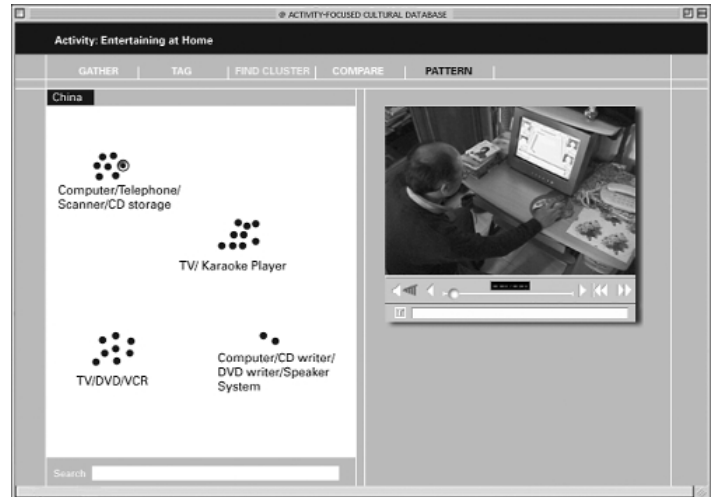 @ ACTIVITY-FOCUSED CULTURAL DATABASE
Activity: Entertaining at Home
GATHER | TAG | FIND CLUSTER | COMPARE | PATTERN |
China
Computer/Telephone/
Scanner/CD storage
TV/ Karaoke Player
TV/DVD/VCR
Computer/CD writer/
DVD writer/Speaker
System
Search